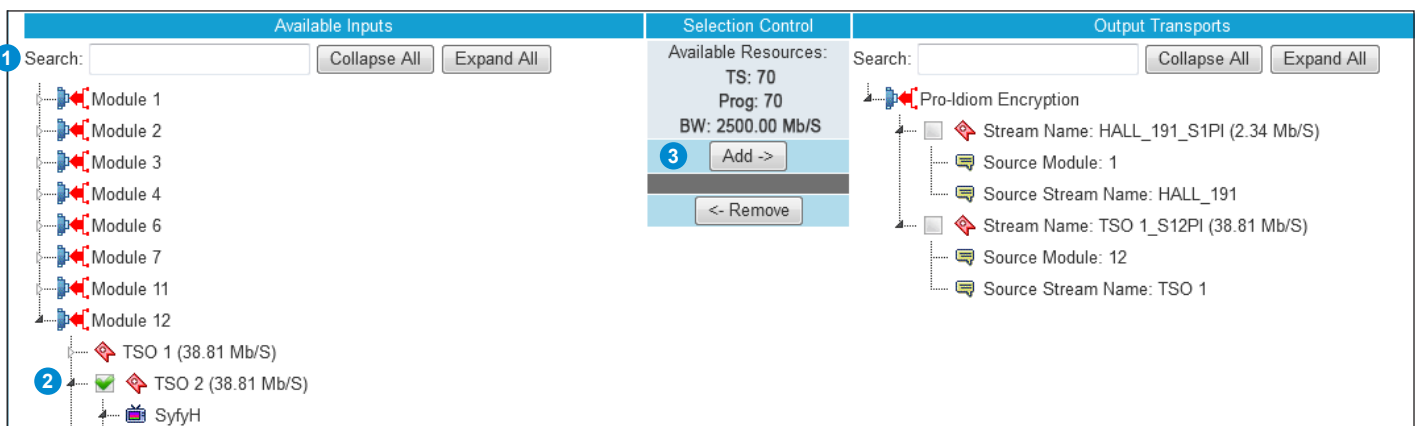 Available Inputs
1 Search: Collapse All Expand All
Module 1
Module 2
Module 3
Module 4
Module 6
Module 7
Module 11
Module 12
TSO 1 (38.81 Mb/S)
2 TSO 2 (38.81 Mb/S)
SyfyH
Selection Control
Available Resources:
TS: 70
Prog: 70
BW: 2500.00 Mb/S
3 Add ->
<- Remove
Output Transports
Search: Collapse All Expand All
Pro-Idiom Encryption
Stream Name: HALL_191_S1PI (2.34 Mb/S)
Source Module: 1
Source Stream Name: HALL_191
Stream Name: TSO 1_S12PI (38.81 Mb/S)
Source Module: 12
Source Stream Name: TSO 1